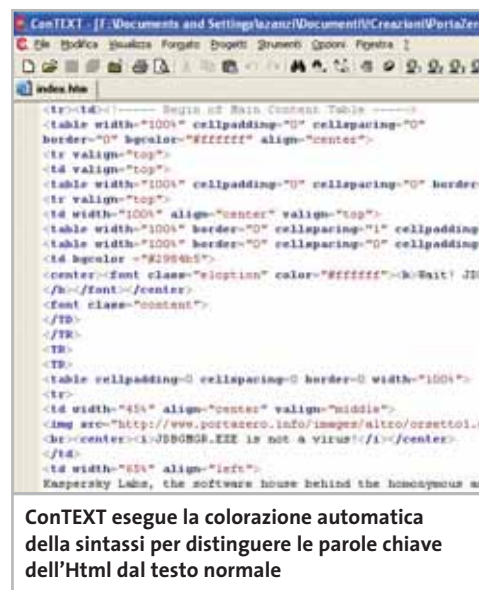 ConTEXT - [F:\Documents and Settings\azanzi\Documenti\Creazioni\PortaZer
File Modifica Visualizza Formato Progetti Strumenti Opzioni Finestra ?
index.htm
<tr><td><!----- Begin of Main Content Table ----->
<table width="100%" cellpadding="0" cellspacing="0"
border="0" bgcolor="#ffffff" align="center">
<tr valign="top">
<td valign="top">
<table width="100%" cellpadding="0" cellspacing="0" border
<tr valign="top">
<td width="100%" align="center" valign="top">
<table width="100%" border="0" cellspacing="1" cellpadding
<table width="100%" border="0" cellspacing="0" cellpadding
<td bgcolor ="#2984b5">
<center><font class="eloption" color="#ffffff"><b>Wait! JD
</b></font></center>
<font class="content">
</TD>
</TR>
<TR>
<TR>
<table cellpadding=0 cellspacing=0 border=0 width="100%">
<tr>
<td width="45%" align="center" valign="middle">
<img src="http://www.portazero.info/images/altro/orsetto1.
<br><center><i>JDBGMGR.EXE is not a virus!</i></center>
</td>
<td width="65%" align="left">
Kaspersky Labs, the software house behind the homonymous a
ConTEXT esegue la colorazione automatica
della sintassi per distinguere le parole chiave
dell'Html dal testo normale